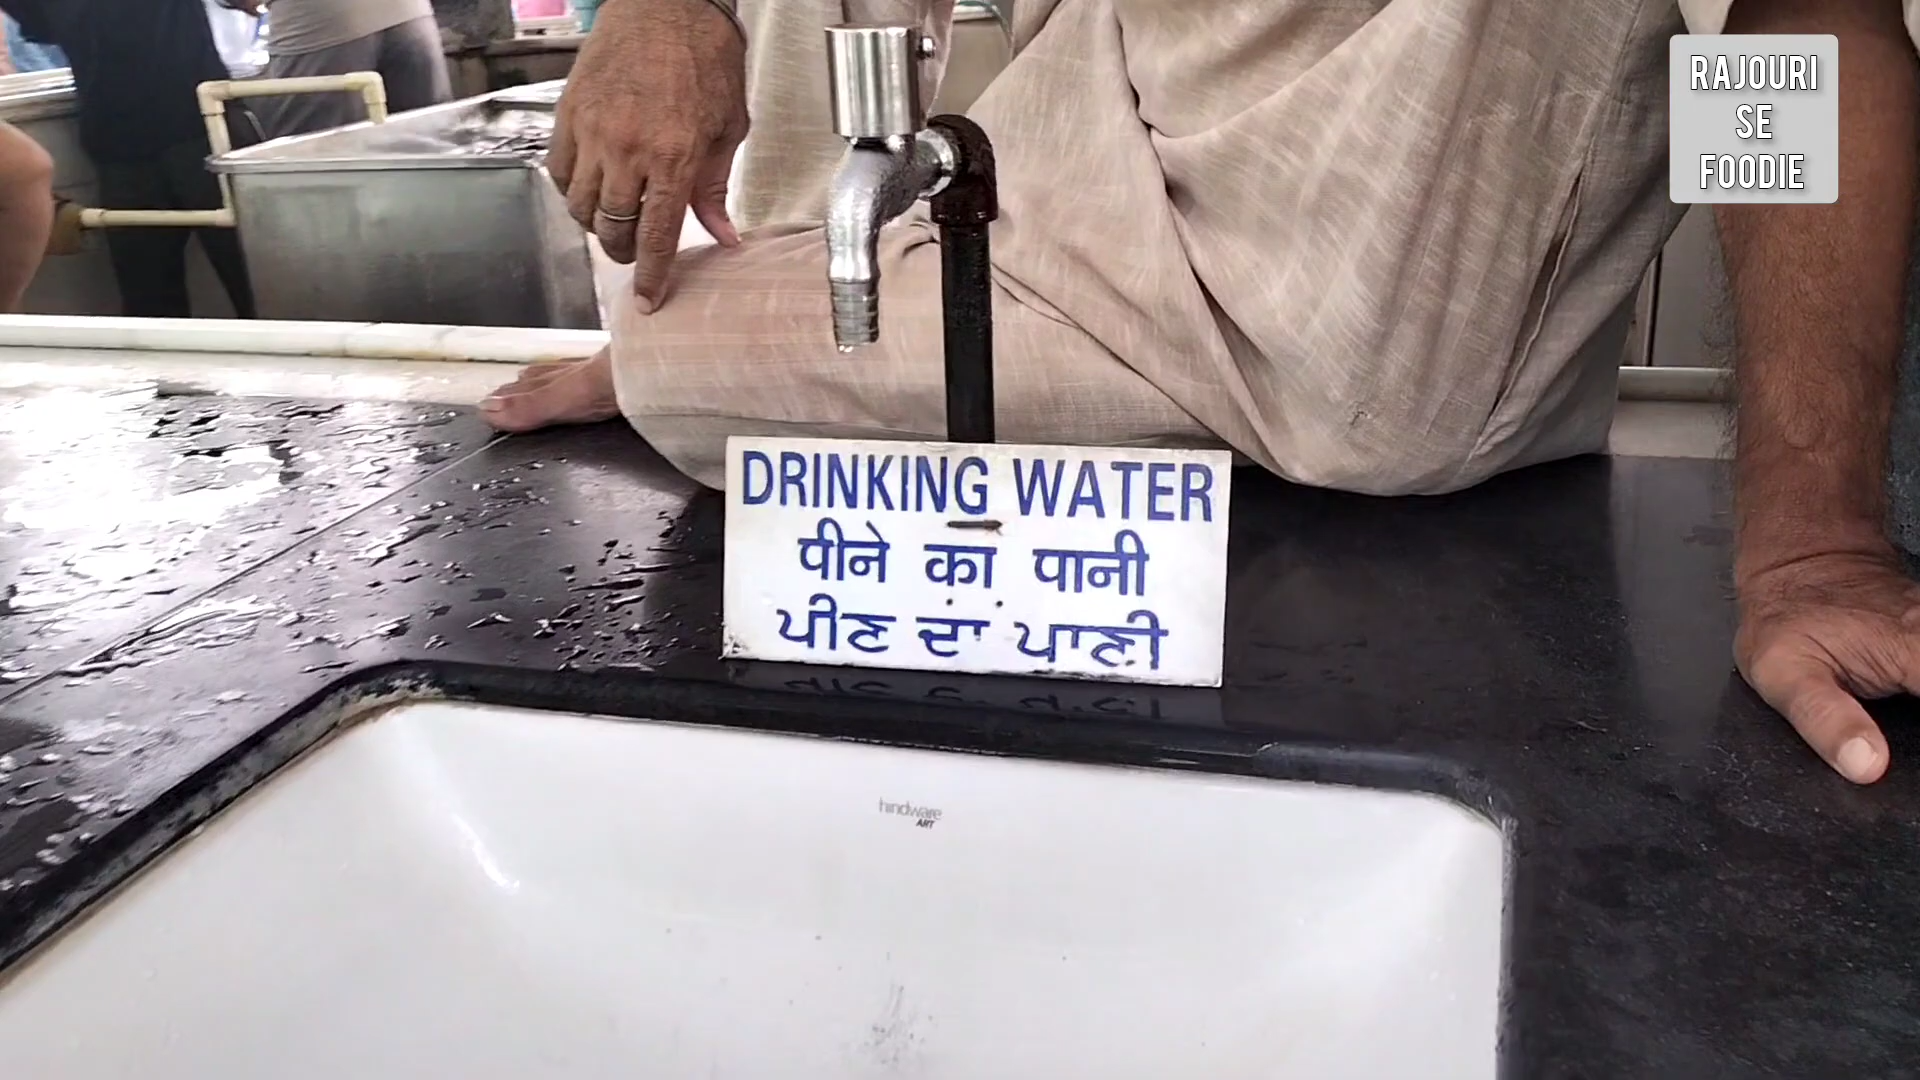 RAJOURI
SE
FOODIE
DRINKING WATER
पीने का पानी
ਪੀਣ ਦਾ ਪਾਣੀ
hindware
ART